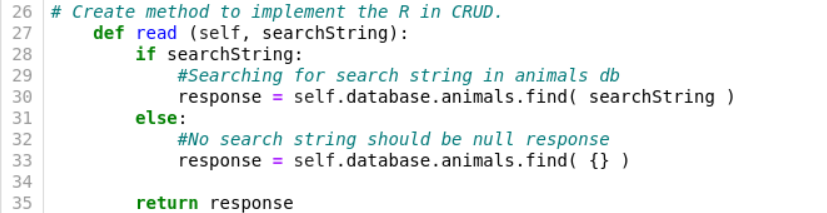 26 # Create method to implement the R in CRUD.
27     def read (self, searchString):
28         if searchString:
29             #Searching for search string in animals db
30             response = self.database.animals.find( searchString )
31         else:
32             #No search string should be null response
33             response = self.database.animals.find( {} )
34
35         return response